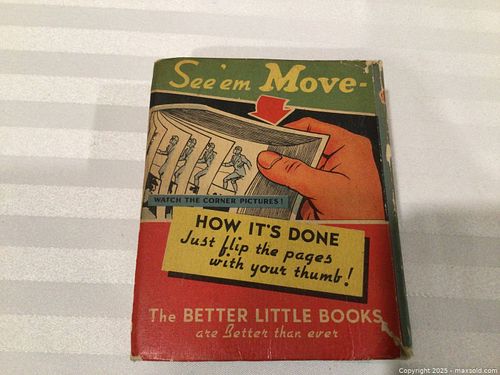 See 'em Move-
WATCH THE CORNER PICTURES!
HOW IT'S DONE
Just flip the pages
with your thumb!
The BETTER LITTLE BOOKS
are Better than ever
Copyright 2025 - maxsold.com